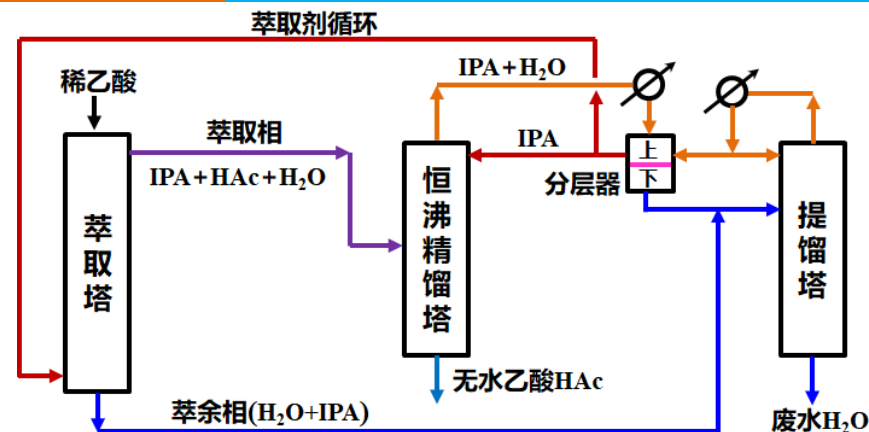 萃取剂循环
IPA+H₂O
稀乙酸
萃取相
IPA
上
IPA+HAc+H₂O
下
分层器
萃取塔
恒沸精馏塔
提馏塔
无水乙酸HAc
萃余相(H₂O+IPA)
废水H₂O